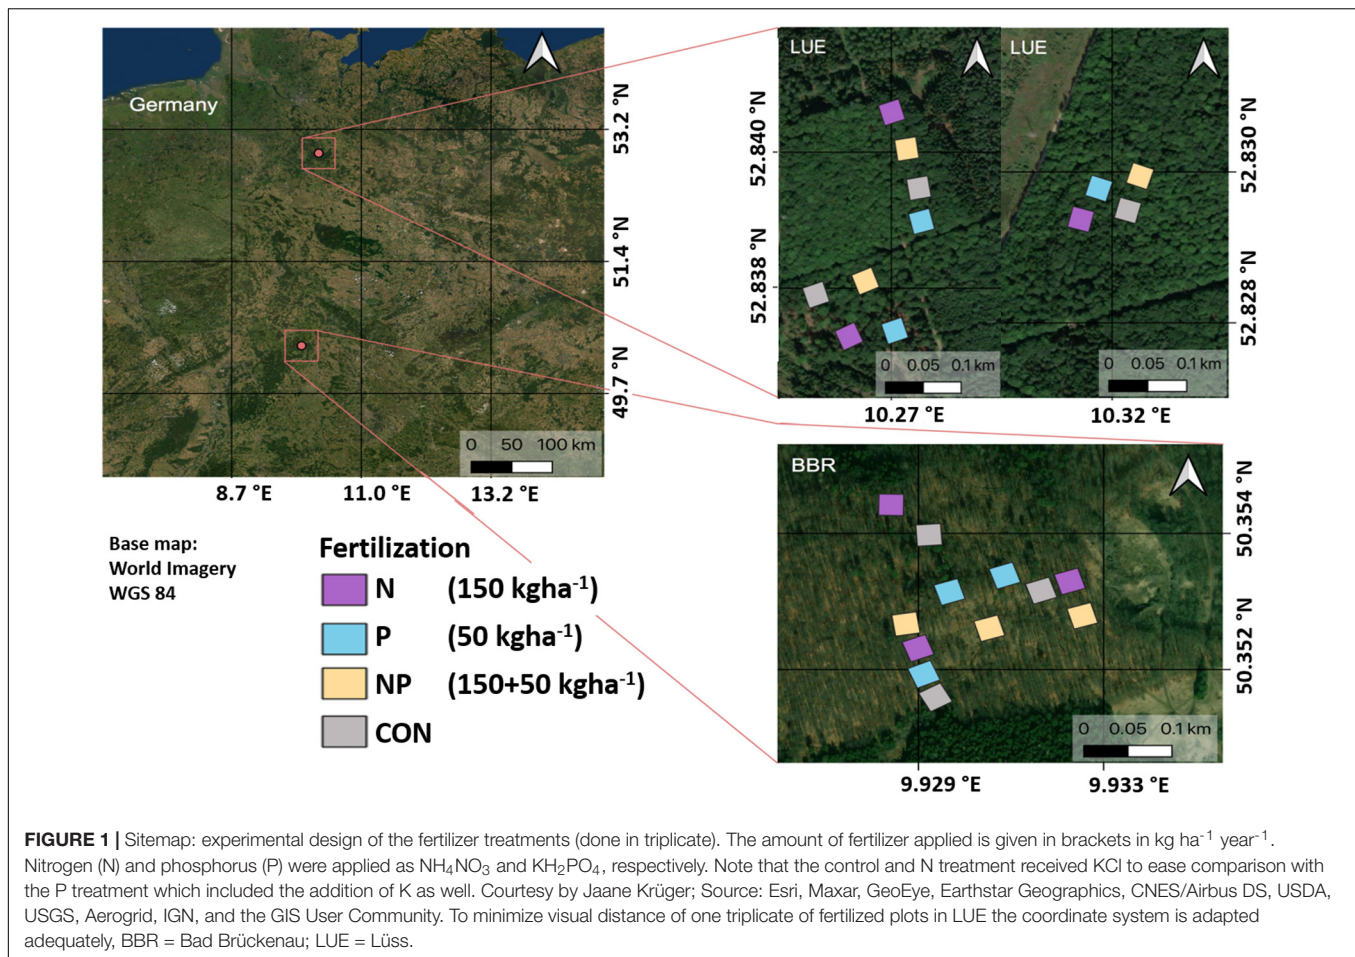 Germany
53.2 °N
51.4 °N
49.7 °N
0 50 100 km
8.7 °E 11.0 °E 13.2 °E
LUE
52.840 °N
52.838 °N
0 0.05 0.1 km
10.27 °E
LUE
52.830 °N
52.828 °N
0 0.05 0.1 km
10.32 °E
BBR
50.354 °N
50.352 °N
0 0.05 0.1 km
9.929 °E 9.933 °E
Base map:
World Imagery
WGS 84
Fertilization
N (150 kgha⁻¹)
P (50 kgha⁻¹)
NP (150+50 kgha⁻¹)
CON
FIGURE 1 | Sitemap: experimental design of the fertilizer treatments (done in triplicate). The amount of fertilizer applied is given in brackets in kg ha⁻¹ year⁻¹.
Nitrogen (N) and phosphorus (P) were applied as NH₄NO₃ and KH₂PO₄, respectively. Note that the control and N treatment received KCl to ease comparison with
the P treatment which included the addition of K as well. Courtesy by Jaane Krüger; Source: Esri, Maxar, GeoEye, Earthstar Geographics, CNES/Airbus DS, USDA,
USGS, Aerogrid, IGN, and the GIS User Community. To minimize visual distance of one triplicate of fertilized plots in LUE the coordinate system is adapted
adequately, BBR = Bad Brückenau; LUE = Lüss.